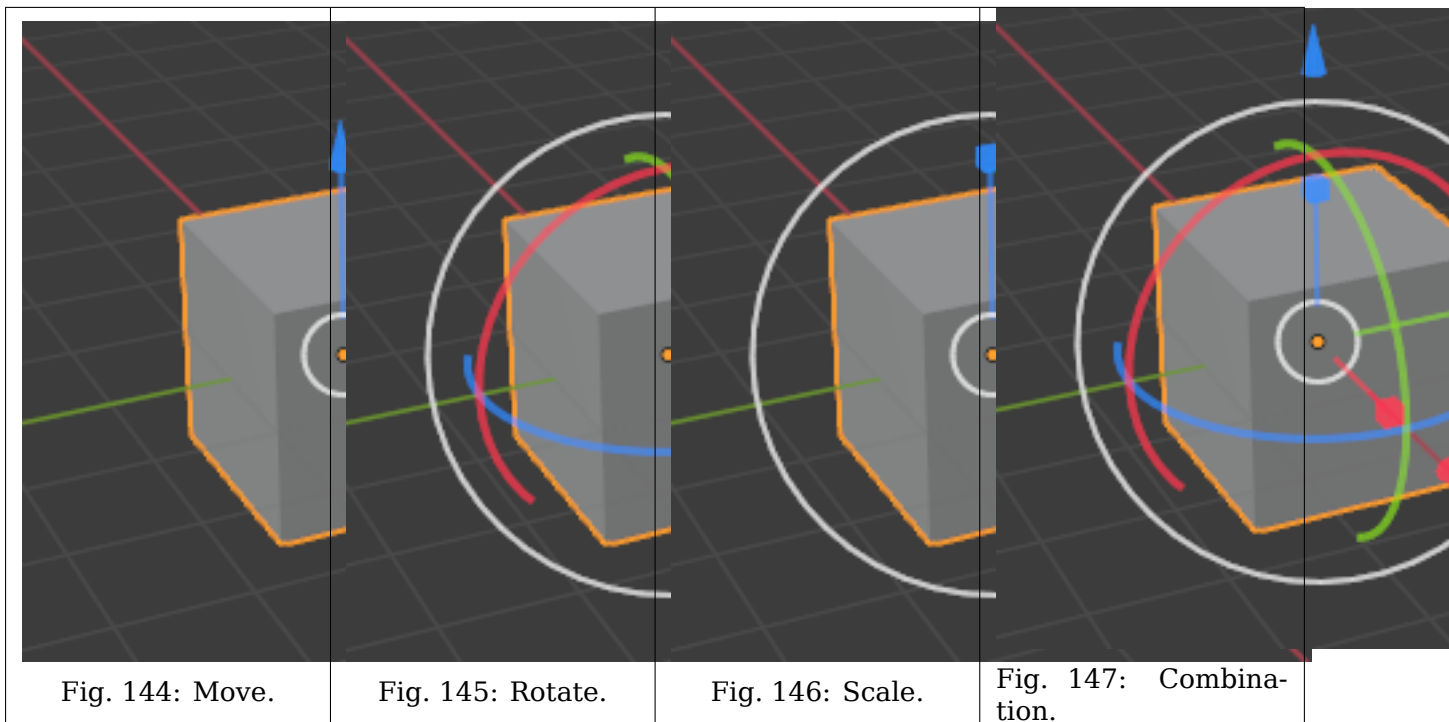 Fig. 144: Move.
Fig. 145: Rotate.
Fig. 146: Scale.
Fig. 147: Combina-
tion.